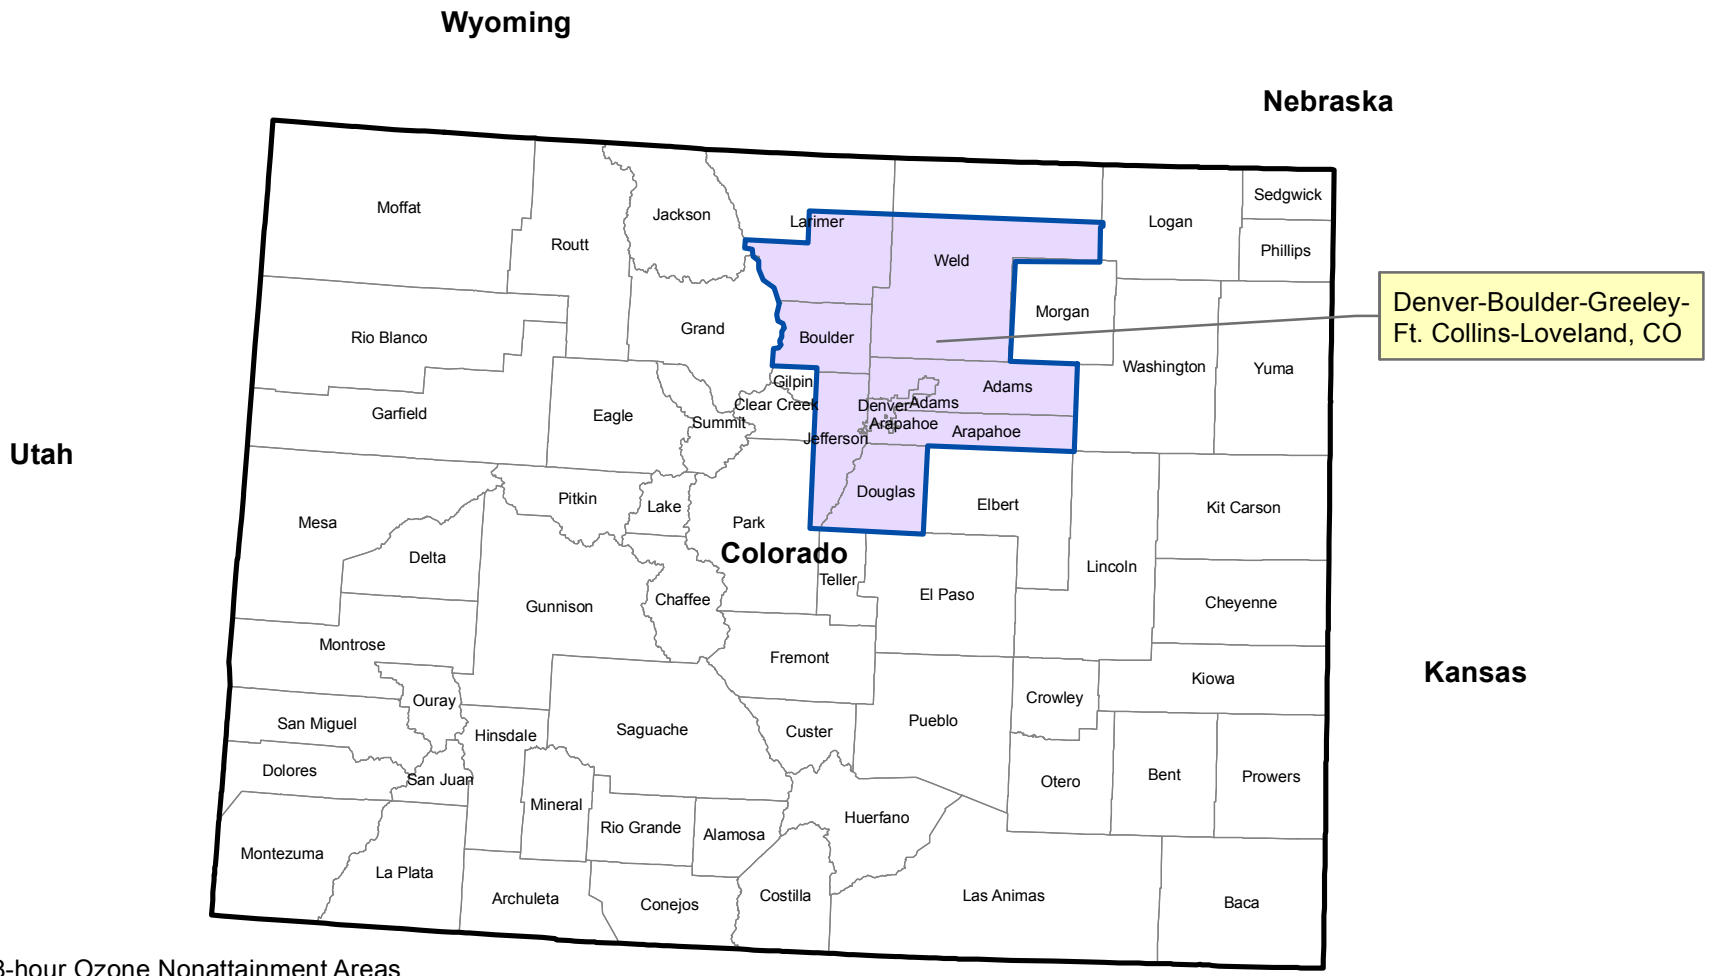 Wyoming
Nebraska
Moffat
Routt
Jackson
Larimer
Weld
Logan
Sedgwick
Phillips
Rio Blanco
Grand
Boulder
Morgan
Washington
Yuma
Denver-Boulder-Greeley-
Ft. Collins-Loveland, CO
Garfield
Eagle
Summit
Gilpin
Clear Creek
Jefferson
Denver
Adams
Adams
Arapahoe
Arapahoe
Utah
Mesa
Pitkin
Lake
Park
Douglas
Elbert
Kit Carson
Colorado
Delta
Gunnison
Chaffee
Teller
El Paso
Lincoln
Cheyenne
Montrose
Fremont
Kiowa
Kansas
Ouray
Crowley
San Miguel
Hinsdale
Saguache
Custer
Pueblo
Dolores
San Juan
Mineral
Otero
Bent
Prowers
Rio Grande
Alamosa
Huerfano
Montezuma
La Plata
Archuleta
Conejos
Costilla
Las Animas
Baca
8-hour Ozone Nonattainment Areas